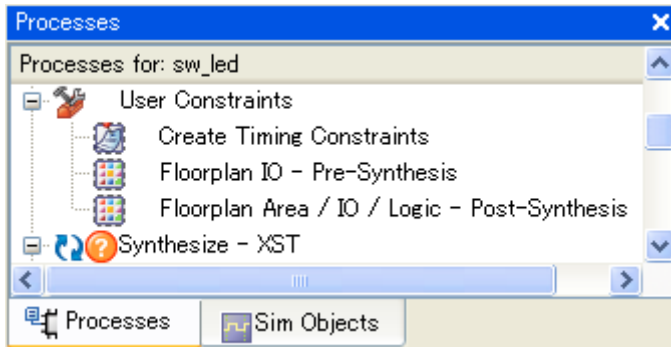 Processes
Processes for: sw_led
User Constraints
Create Timing Constraints
Floorplan IO - Pre-Synthesis
Floorplan Area / IO / Logic - Post-Synthesis
Synthesize - XST
Processes
Sim Objects